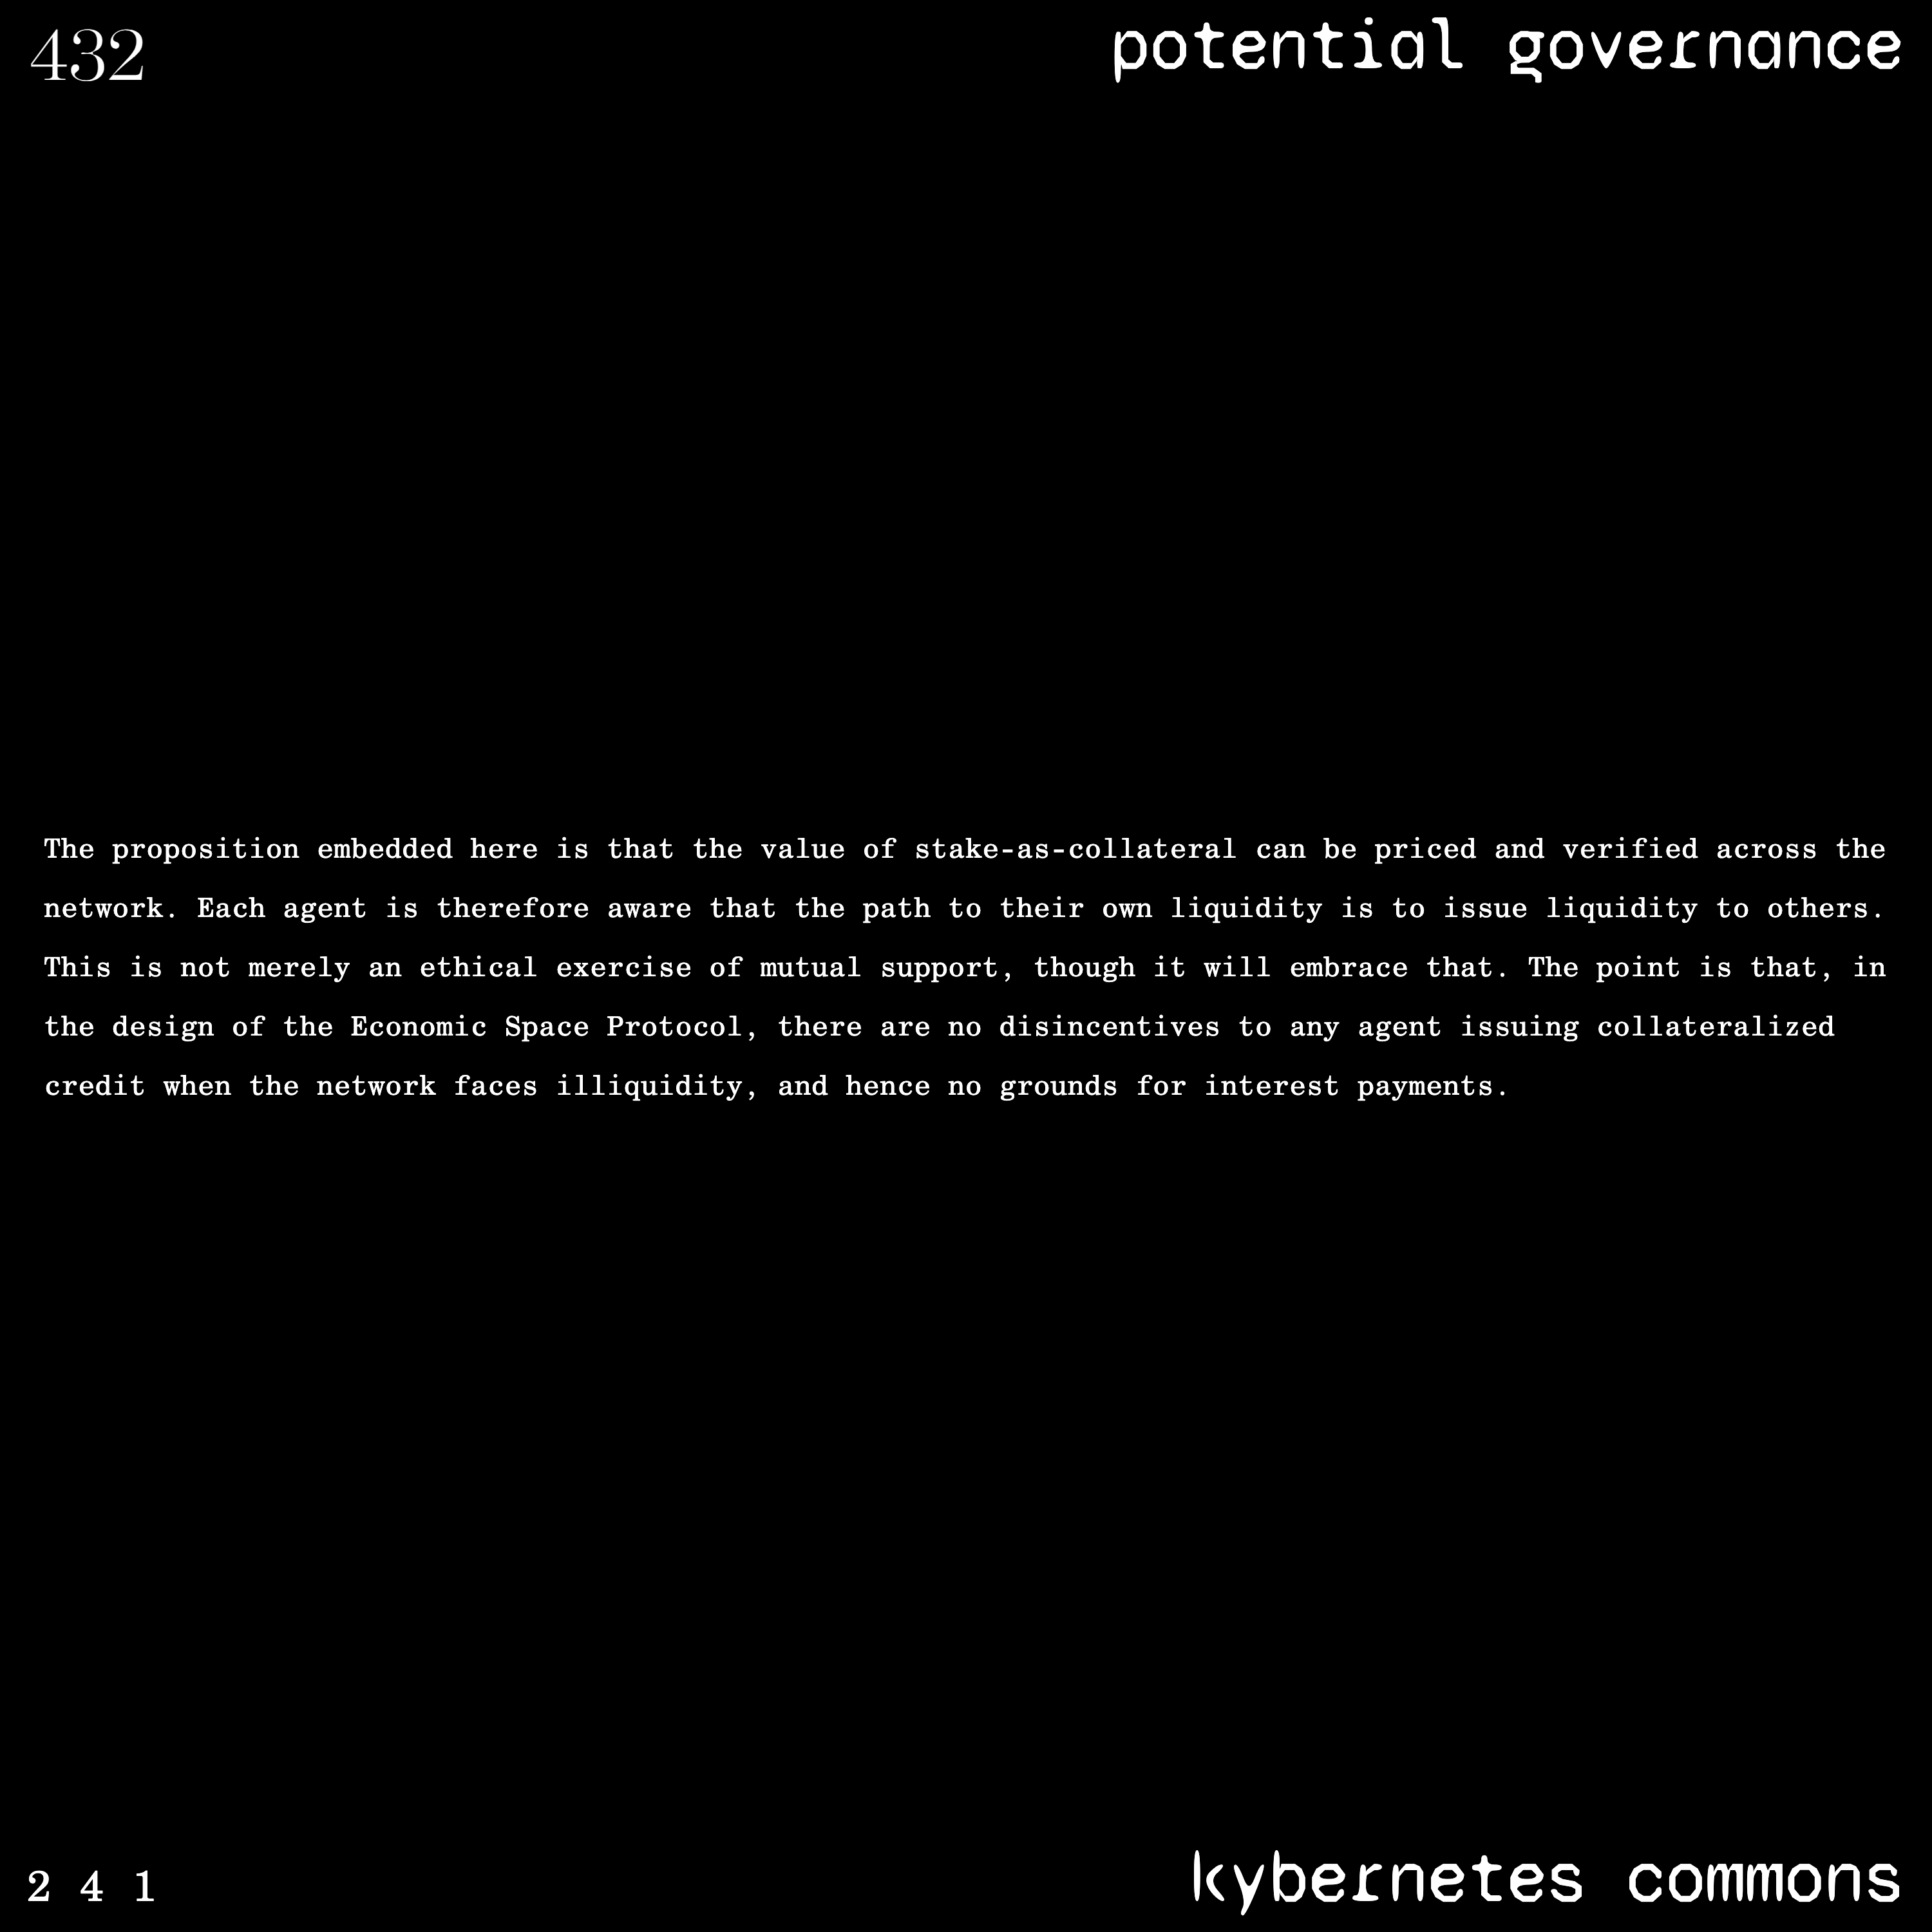 432
potential governance
The proposition embedded here is that the value of stake-as-collateral can be priced and verified across the
network. Each agent is therefore aware that the path to their own liquidity is to issue liquidity to others.
This is not merely an ethical exercise of mutual support, though it will embrace that. The point is that, in
the design of the Economic Space Protocol, there are no disincentives to any agent issuing collateralized
credit when the network faces illiquidity, and hence no grounds for interest payments.
2 4 1
kybernetes commons